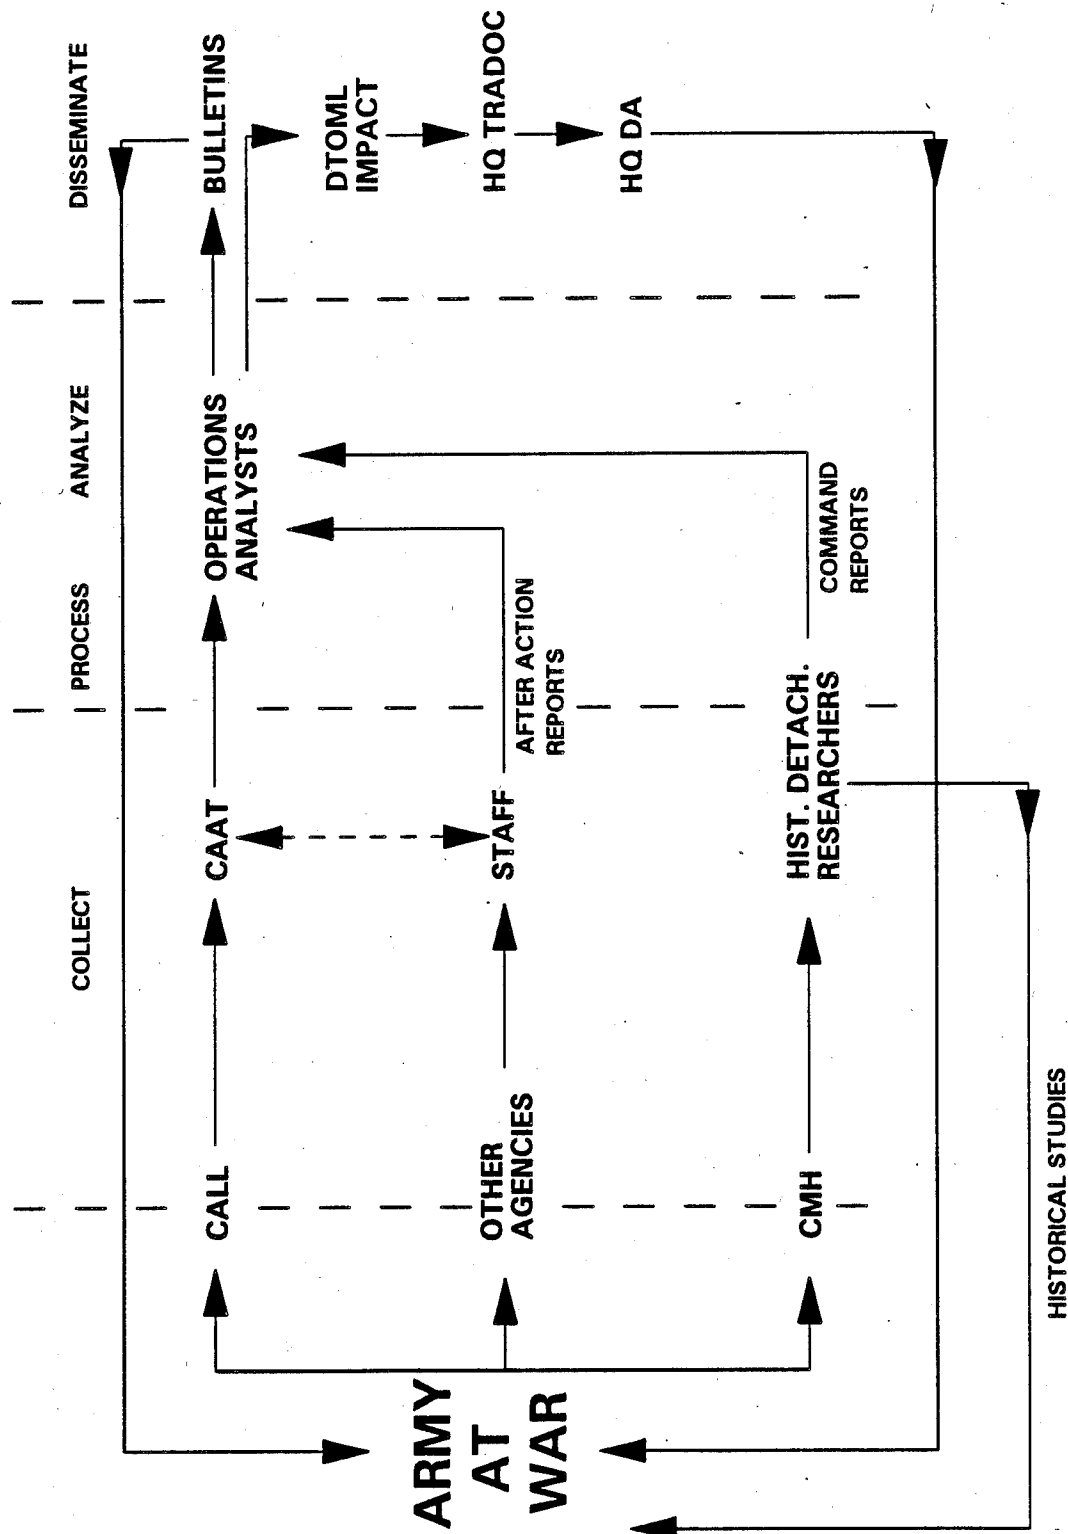 COLLECT
PROCESS
ANALYZE
DISSEMINATE
ARMY
AT
WAR
CALL
CAAT
OPERATIONS
ANALYSTS
BULLETINS
DTOML
IMPACT
HQ TRADOC
HQ DA
OTHER
AGENCIES
STAFF
AFTER ACTION
REPORTS
CMH
HIST. DETACH.
RESEARCHERS
COMMAND
REPORTS
HISTORICAL STUDIES